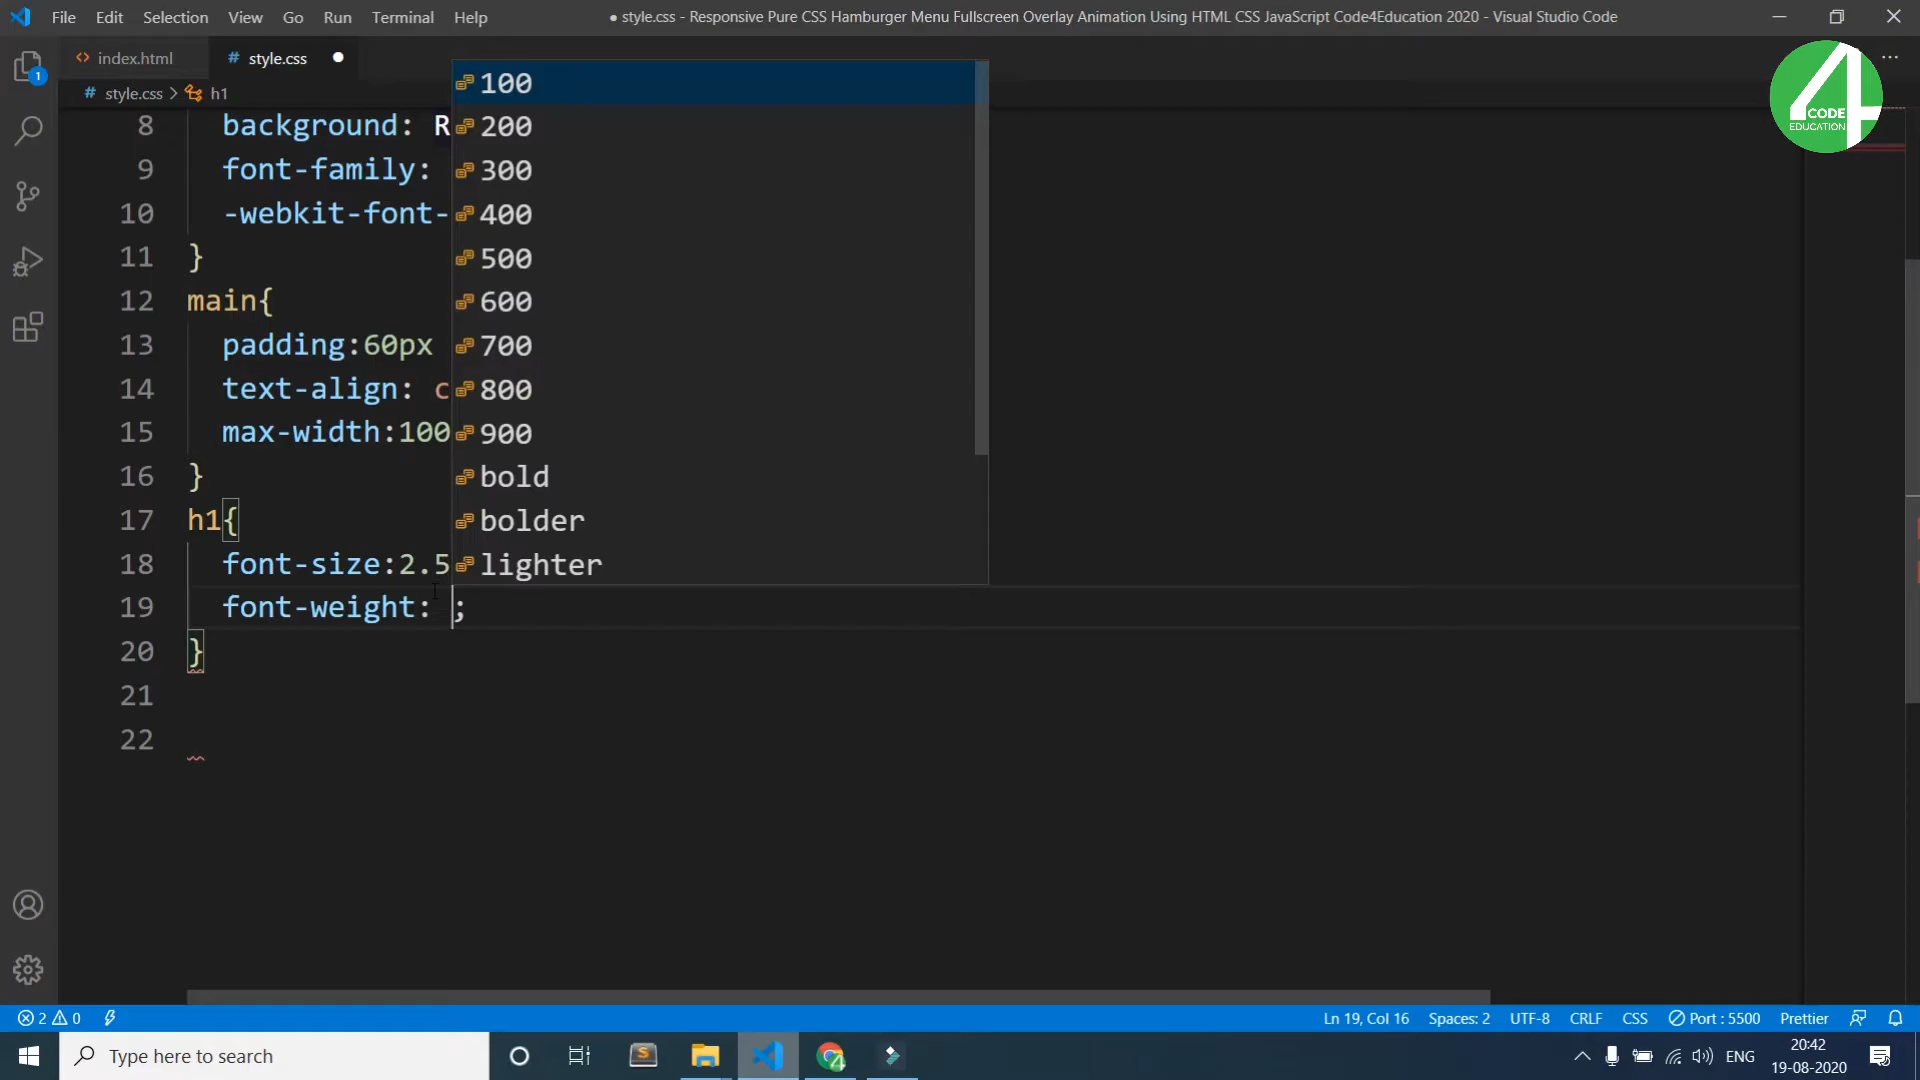 File Edit Selection View Go Run Terminal Help
● style.css - Responsive Pure CSS Hamburger Menu Fullscreen Overlay Animation Using HTML CSS JavaScript Code4Education 2020 - Visual Studio Code
index.html
# style.css ●
# style.css > h1
4
CODE
EDUCATION
1
8 background: R
9 font-family:
10 -webkit-font-
11 }
12 main{
13 padding:60px
14 text-align: c
15 max-width:100
16 }
17 h1{
18 font-size:2.5
19 font-weight: ;
20 }
21
22
100
200
300
400
500
600
700
800
900
bold
bolder
lighter
2 0
Ln 19, Col 16 Spaces: 2 UTF-8 CRLF CSS Port : 5500 Prettier
Type here to search
S
4
ENG
20:42
19-08-2020